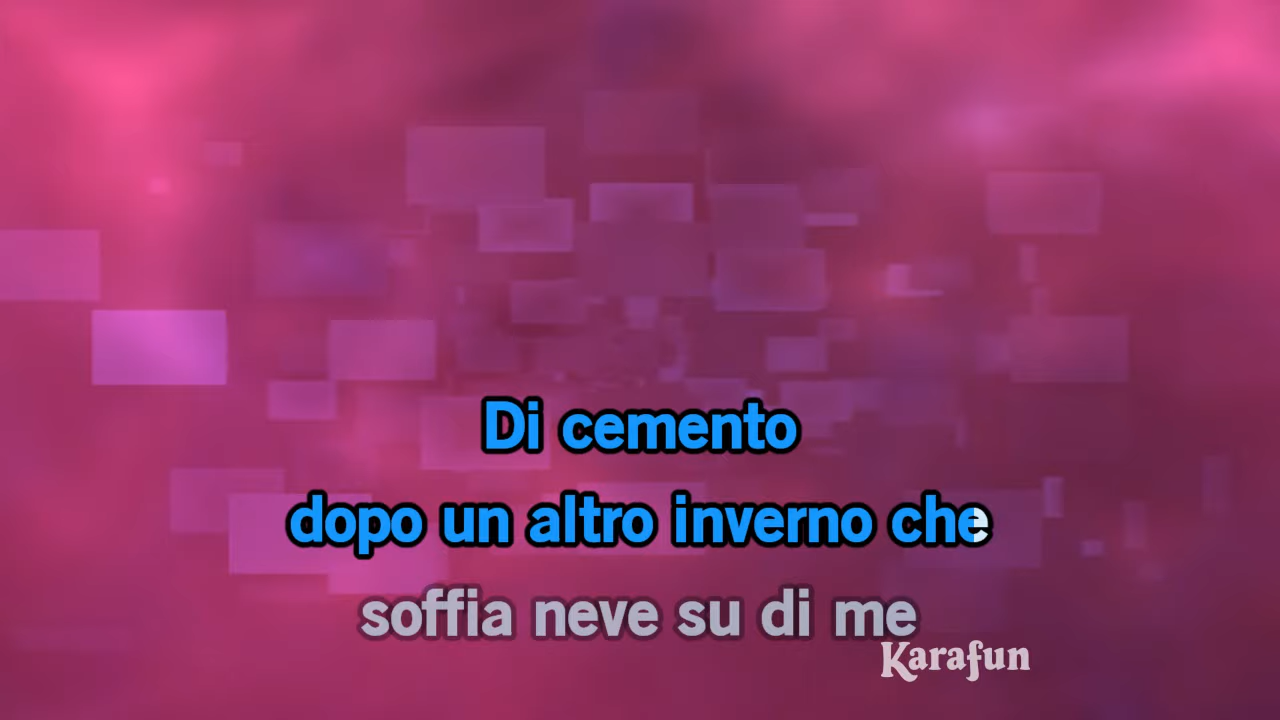 Di cemento
dopo un altro inverno che
soffia neve su di me
Karafun